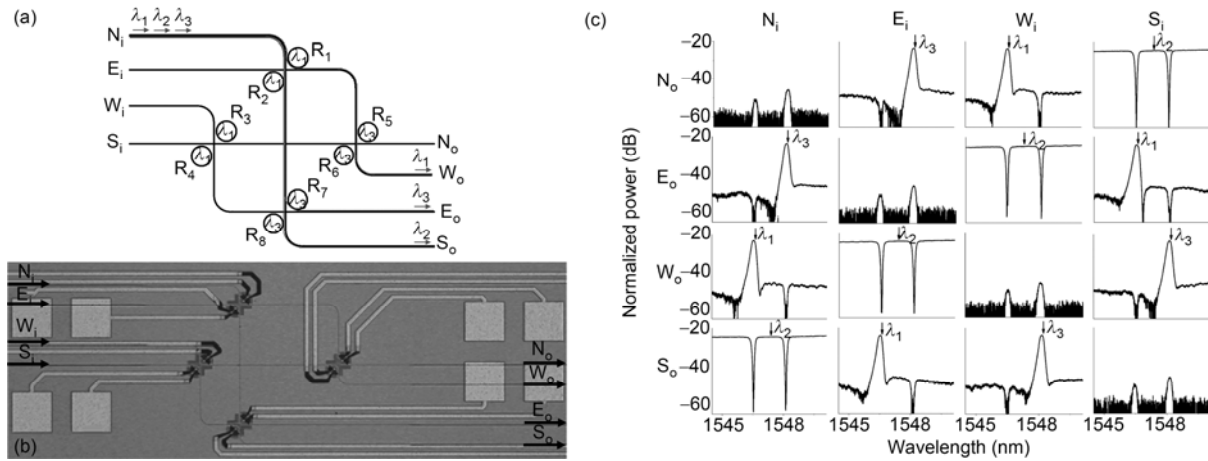 (a)
λ₁ λ₂ λ₃
Nᵢ
λ₁ R₁
Eᵢ
R₂ λ₁
Wᵢ
R₃
λ₁
R₅
λ₃
Sᵢ
Nₒ
R₄ λ₁
R₆ λ₃
λ₁
Wₒ
R₇
λ₃
λ₃
Eₒ
R₈ λ₃
λ₂
Sₒ
(b)
Nᵢ
Eᵢ
Wᵢ
Sᵢ
Nₒ
Wₒ
Eₒ
Sₒ
(c)
Nᵢ Eᵢ Wᵢ Sᵢ
Normalized power (dB)
Nₒ
−20
−40
−60
λ₃ λ₁ λ₂
Eₒ
−20
−40
−60
λ₃ λ₂ λ₁
Wₒ
−20
−40
−60
λ₁ λ₂ λ₃
Sₒ
−20
−40
−60
λ₂ λ₁ λ₃
1545 1548 1545 1548 1545 1548 1545 1548
Wavelength (nm)